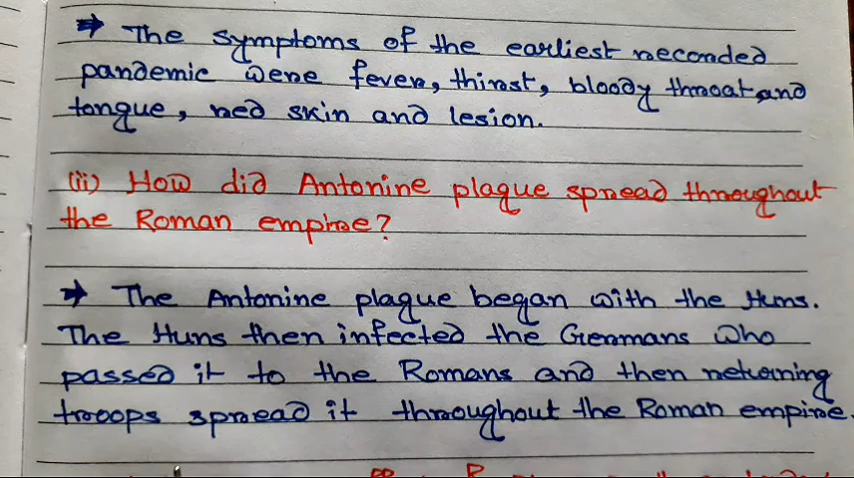 → The symptoms of the earliest recorded
pandemic were fever, thirst, bloody throat and
tongue, red skin and lesion.
(ii) How did Antonine plaque spread throughout
the Roman empire?
→ The Antonine plaque began with the Huns.
The Huns then infected the Germans who
passed it to the Romans and then returning
troops spread it throughout the Roman empire.